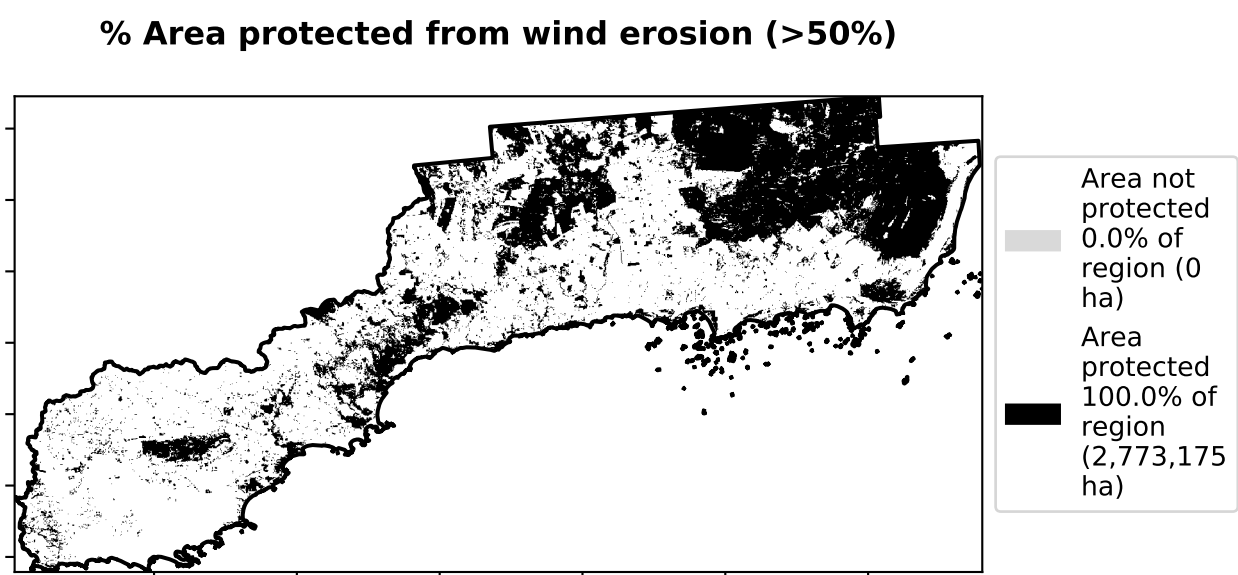 % Area protected from wind erosion (>50%)
Area not
protected
0.0% of
region (0
ha)
Area
protected
100.0% of
region
(2,773,175
ha)